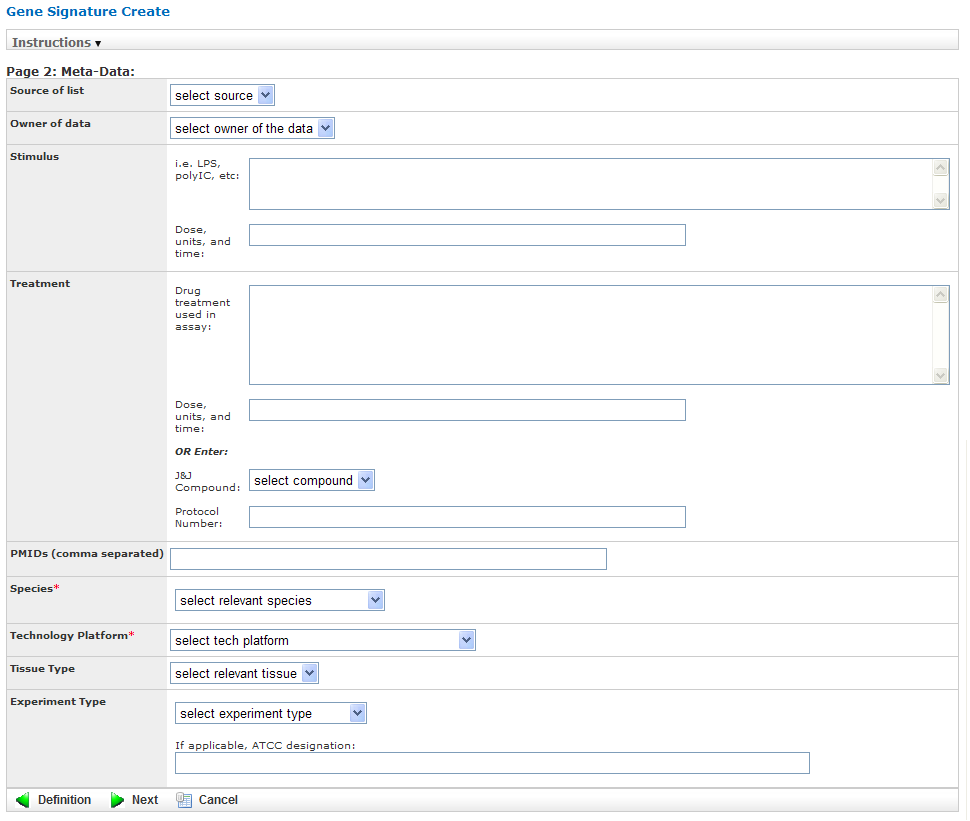 Gene Signature Create
Instructions ▾
Page 2: Meta-Data:
Source of list
select source
Owner of data
select owner of the data
Stimulus
i.e. LPS,
polyIC, etc:
Dose,
units, and
time:
Treatment
Drug
treatment
used in
assay:
Dose,
units, and
time:
OR Enter:
J&J
Compound:
select compound
Protocol
Number:
PMIDs (comma separated)
Species*
select relevant species
Technology Platform*
select tech platform
Tissue Type
select relevant tissue
Experiment Type
select experiment type
If applicable, ATCC designation:
Definition Next Cancel